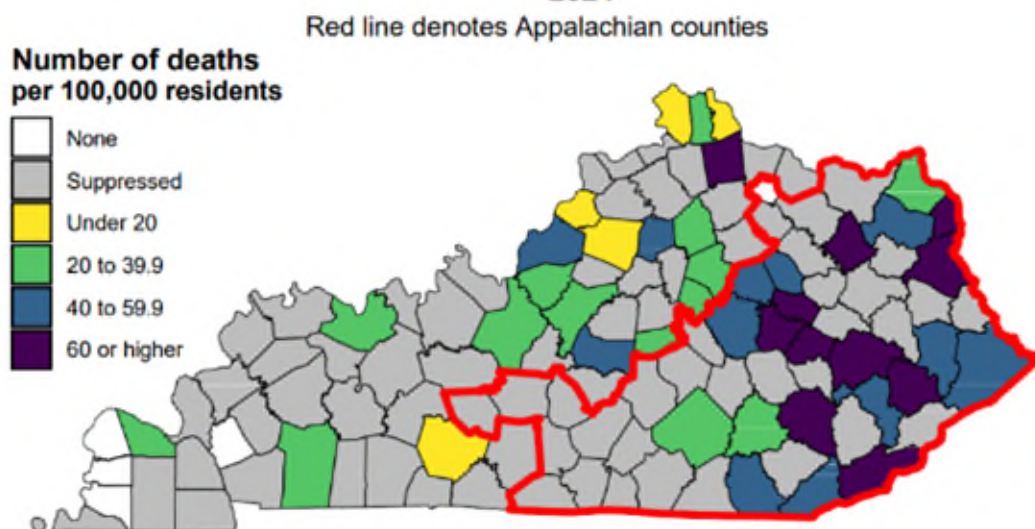 Red line denotes Appalachian counties
Number of deaths
per 100,000 residents
None
Suppressed
Under 20
20 to 39.9
40 to 59.9
60 or higher